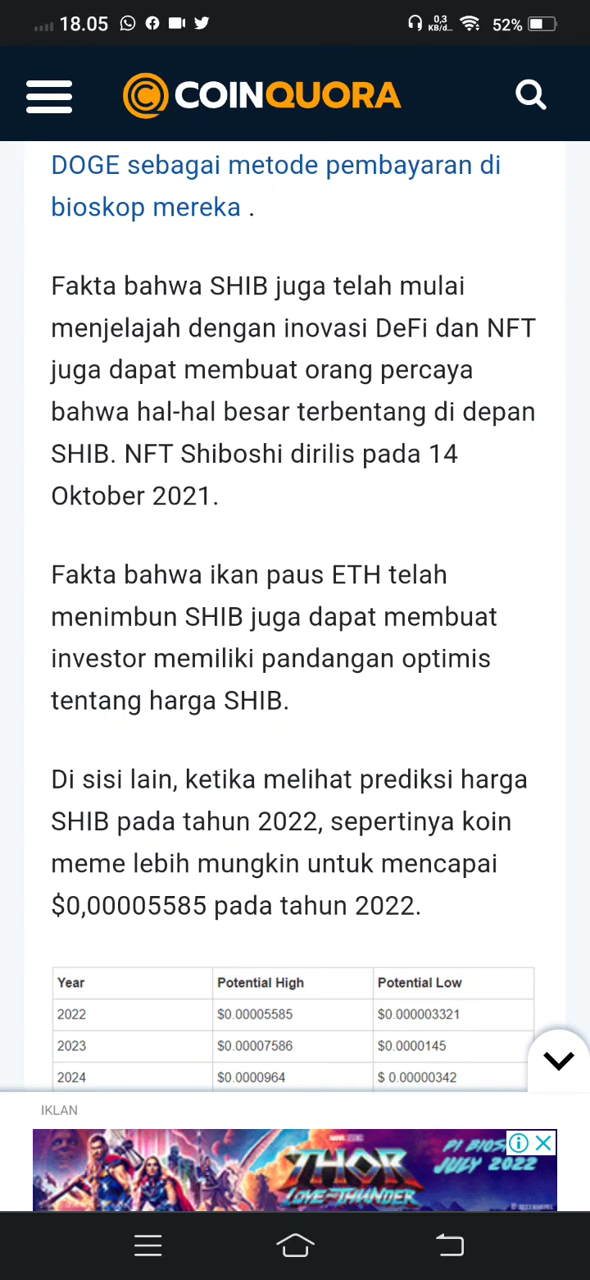 18.05
0,3
KB/d...
52%
COINQUORA
DOGE sebagai metode pembayaran di
bioskop mereka .
Fakta bahwa SHIB juga telah mulai
menjelajah dengan inovasi DeFi dan NFT
juga dapat membuat orang percaya
bahwa hal-hal besar terbentang di depan
SHIB. NFT Shiboshi dirilis pada 14
Oktober 2021.
Fakta bahwa ikan paus ETH telah
menimbun SHIB juga dapat membuat
investor memiliki pandangan optimis
tentang harga SHIB.
Di sisi lain, ketika melihat prediksi harga
SHIB pada tahun 2022, sepertinya koin
meme lebih mungkin untuk mencapai
$0,00005585 pada tahun 2022.
Year Potential High Potential Low
2022 $0.00005585 $0.000003321
2023 $0.00007586 $0.0000145
2024 $0.0000964 $ 0.00000342
IKLAN
THOR
LOVE AND THUNDER
DI BIOS
JULY 2022